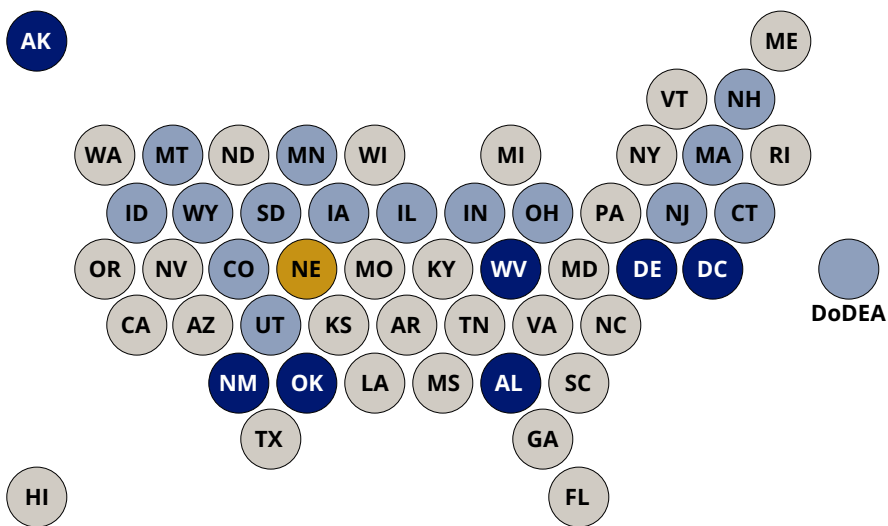 AK ME
VT NH
WA MT ND MN WI MI NY MA RI
ID WY SD IA IL IN OH PA NJ CT
OR NV CO NE MO KY WV MD DE DC
DoDEA
CA AZ UT KS AR TN VA NC
NM OK LA MS AL SC
TX GA
HI FL